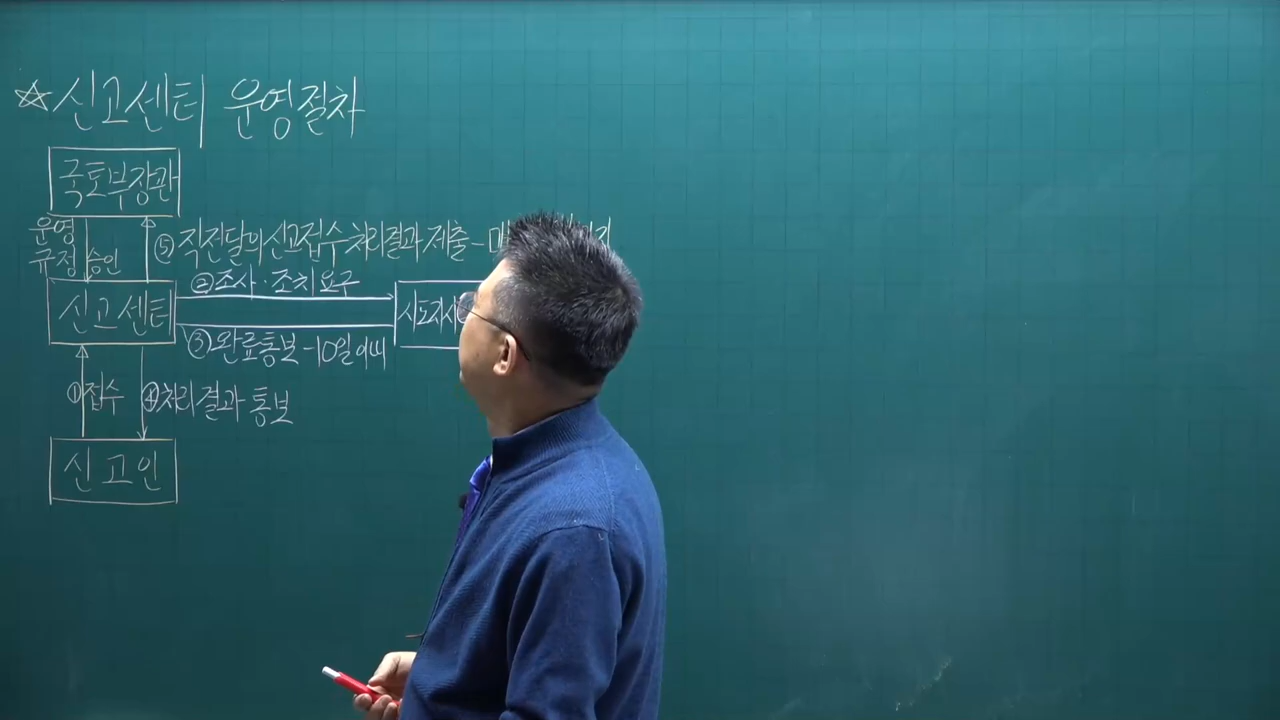 ☆신고센터 운영절차
국토부장관
운영
규정 승인
⑤ 직전달의 신고접수 처리결과 제출-매
②조사·조치요구
신고센터
시도지사
③완료통보-10일이내
①접수
④처리결과 통보
신고인